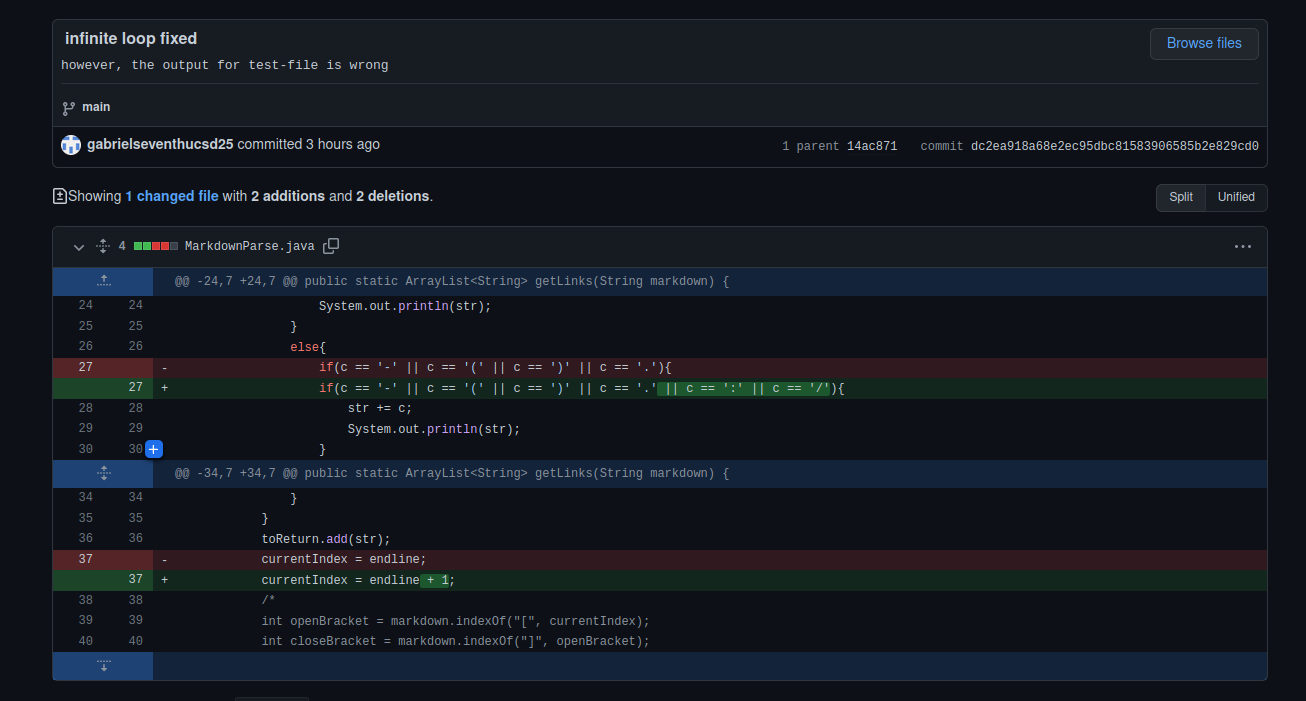 infinite loop fixed
Browse files
however, the output for test-file is wrong
main
gabrielseventhucsd25 committed 3 hours ago
1 parent 14ac871 commit dc2ea918a68e2ec95dbc81583906585b2e829cd0
Showing 1 changed file with 2 additions and 2 deletions.
Split Unified
4 MarkdownParse.java
@@ -24,7 +24,7 @@ public static ArrayList<String> getLinks(String markdown) {
24 24 System.out.println(str);
25 25 }
26 26 else{
27 - if(c == '-' || c == '(' || c == ')' || c == '.'){
27 + if(c == '-' || c == '(' || c == ')' || c == '.' || c == ':' || c == '/'){
28 28 str += c;
29 29 System.out.println(str);
30 30 }
@@ -34,7 +34,7 @@ public static ArrayList<String> getLinks(String markdown) {
34 34 }
35 35 }
36 36 toReturn.add(str);
37 - currentIndex = endline;
37 + currentIndex = endline + 1;
38 38 /*
39 39 int openBracket = markdown.indexOf("[", currentIndex);
40 40 int closeBracket = markdown.indexOf("]", openBracket);